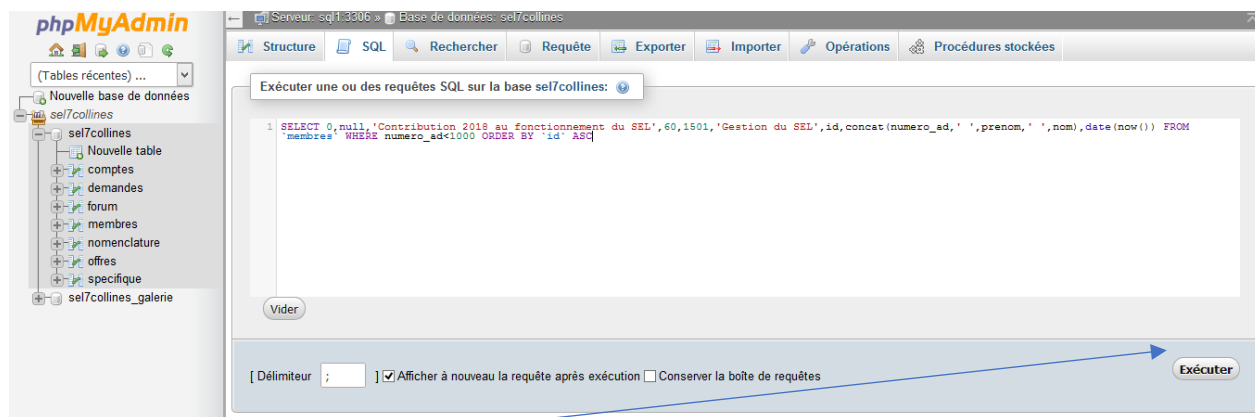 phpMyAdmin
(Tables récentes) ...
Nouvelle base de données
sel7collines
sel7collines
Nouvelle table
comptes
demandes
forum
membres
nomenclature
offres
specifique
sel7collines_galerie
Serveur: sql1:3306 » Base de données: sel7collines
Structure SQL Rechercher Requête Exporter Importer Opérations Procédures stockées
Exécuter une ou des requêtes SQL sur la base sel7collines:
1 SELECT 0,null,'Contribution 2018 au fonctionnement du SEL',60,1501,'Gestion du SEL',id,concat(numero_ad,' ',prenom,' ',nom),date(now()) FROM
`membres` WHERE numero_ad<1000 ORDER BY `id` ASC
Vider
[ Délimiteur ; ] Afficher à nouveau la requête après exécution Conserver la boîte de requêtes
Exécuter